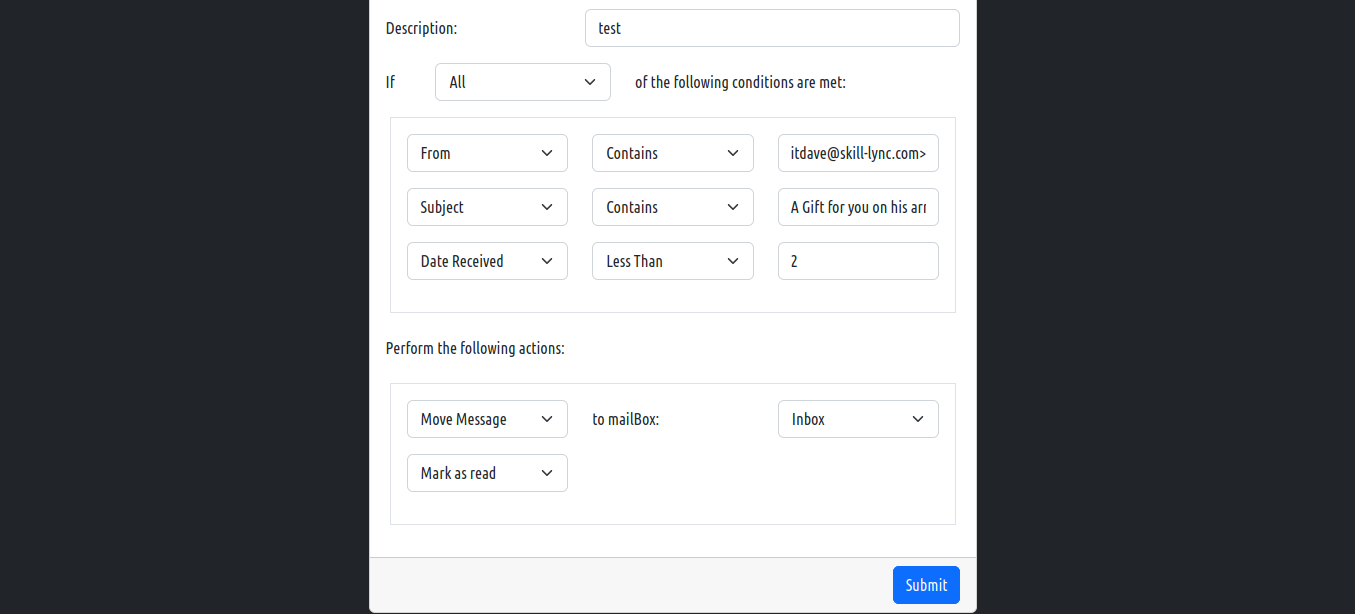 Description: test
If All of the following conditions are met:
From Contains itdave@skill-lync.com>
Subject Contains A Gift for you on his arr
Date Received Less Than 2
Perform the following actions:
Move Message to mailBox: Inbox
Mark as read
Submit